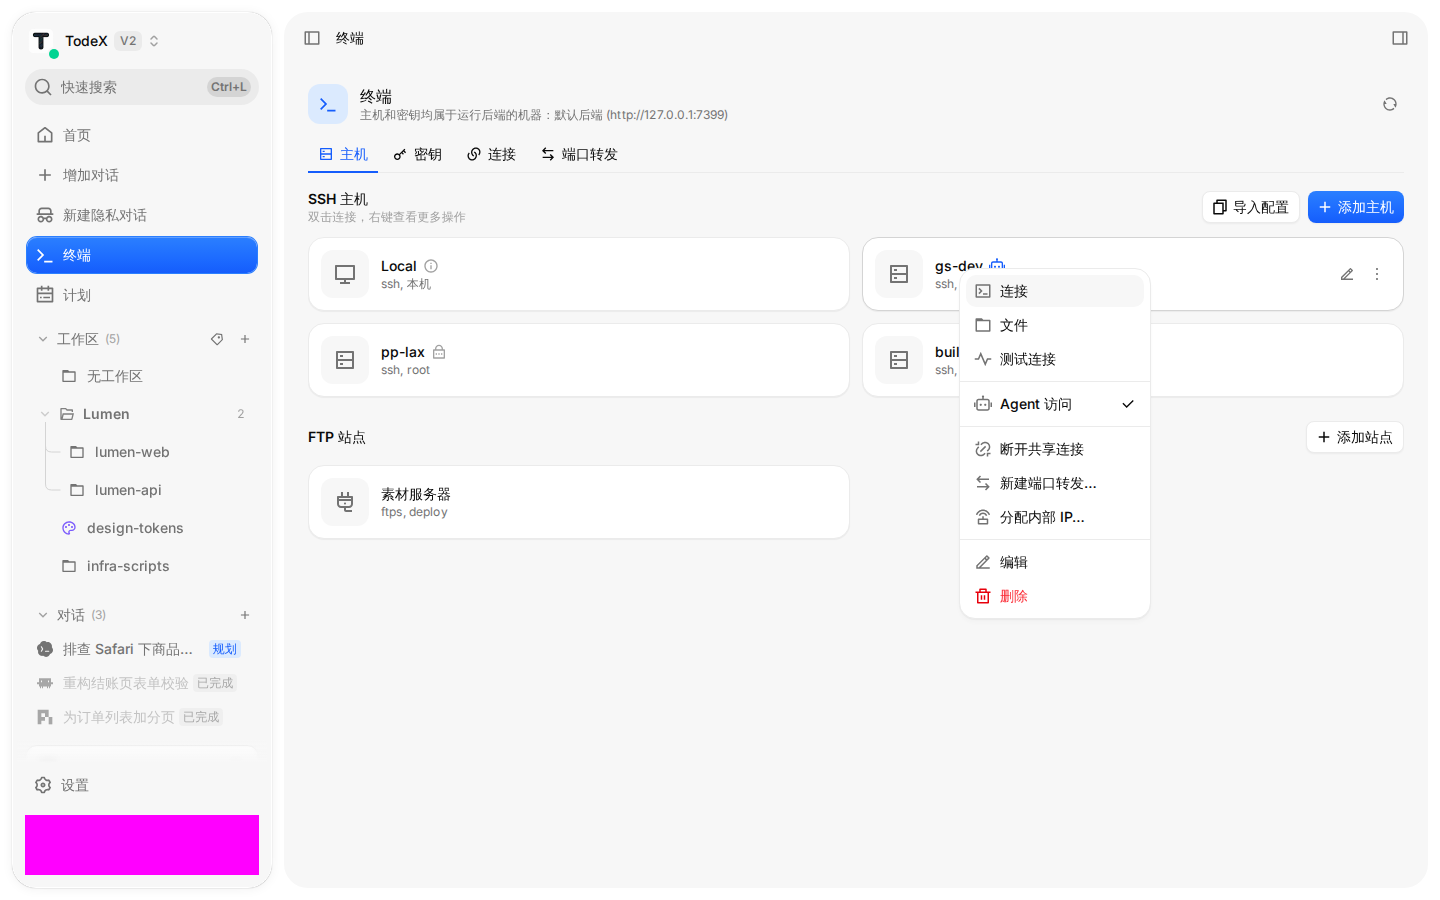 TodeX V2
快速搜索 Ctrl+L
首页
增加对话
新建隐私对话
终端
计划
工作区 (5)
无工作区
Lumen 2
lumen-web
lumen-api
design-tokens
infra-scripts
对话 (3)
排查 Safari 下商品... 规划
重构结账页表单校验 已完成
为订单列表加分页 已完成
设置
终端
终端
主机和密钥均属于运行后端的机器：默认后端 (http://127.0.0.1:7399)
主机 密钥 连接 端口转发
SSH 主机
双击连接，右键查看更多操作
导入配置 添加主机
Local
ssh, 本机
gs-dev
ssh,
pp-lax
ssh, root
buil
ssh,
FTP 站点
添加站点
素材服务器
ftps, deploy
连接
文件
测试连接
Agent 访问
断开共享连接
新建端口转发...
分配内部 IP...
编辑
删除